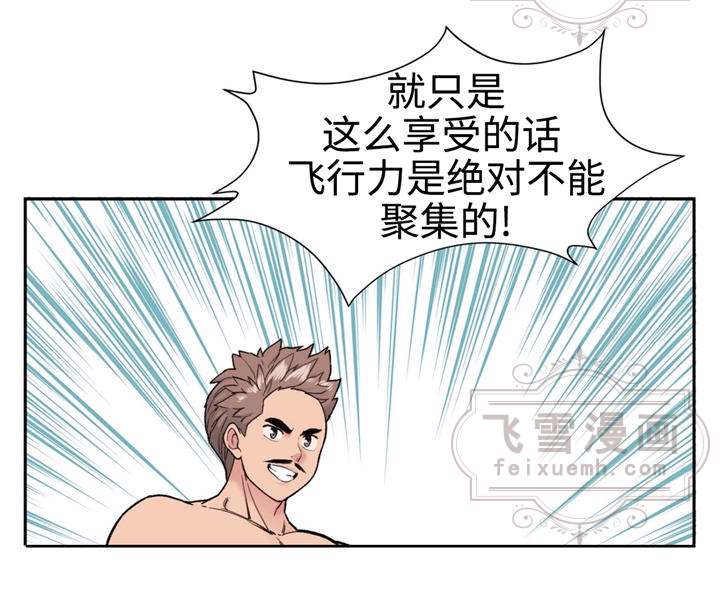 就只是
这么享受的话
飞行力是绝对不能
聚集的!
飞雪漫画
feixuemh.com